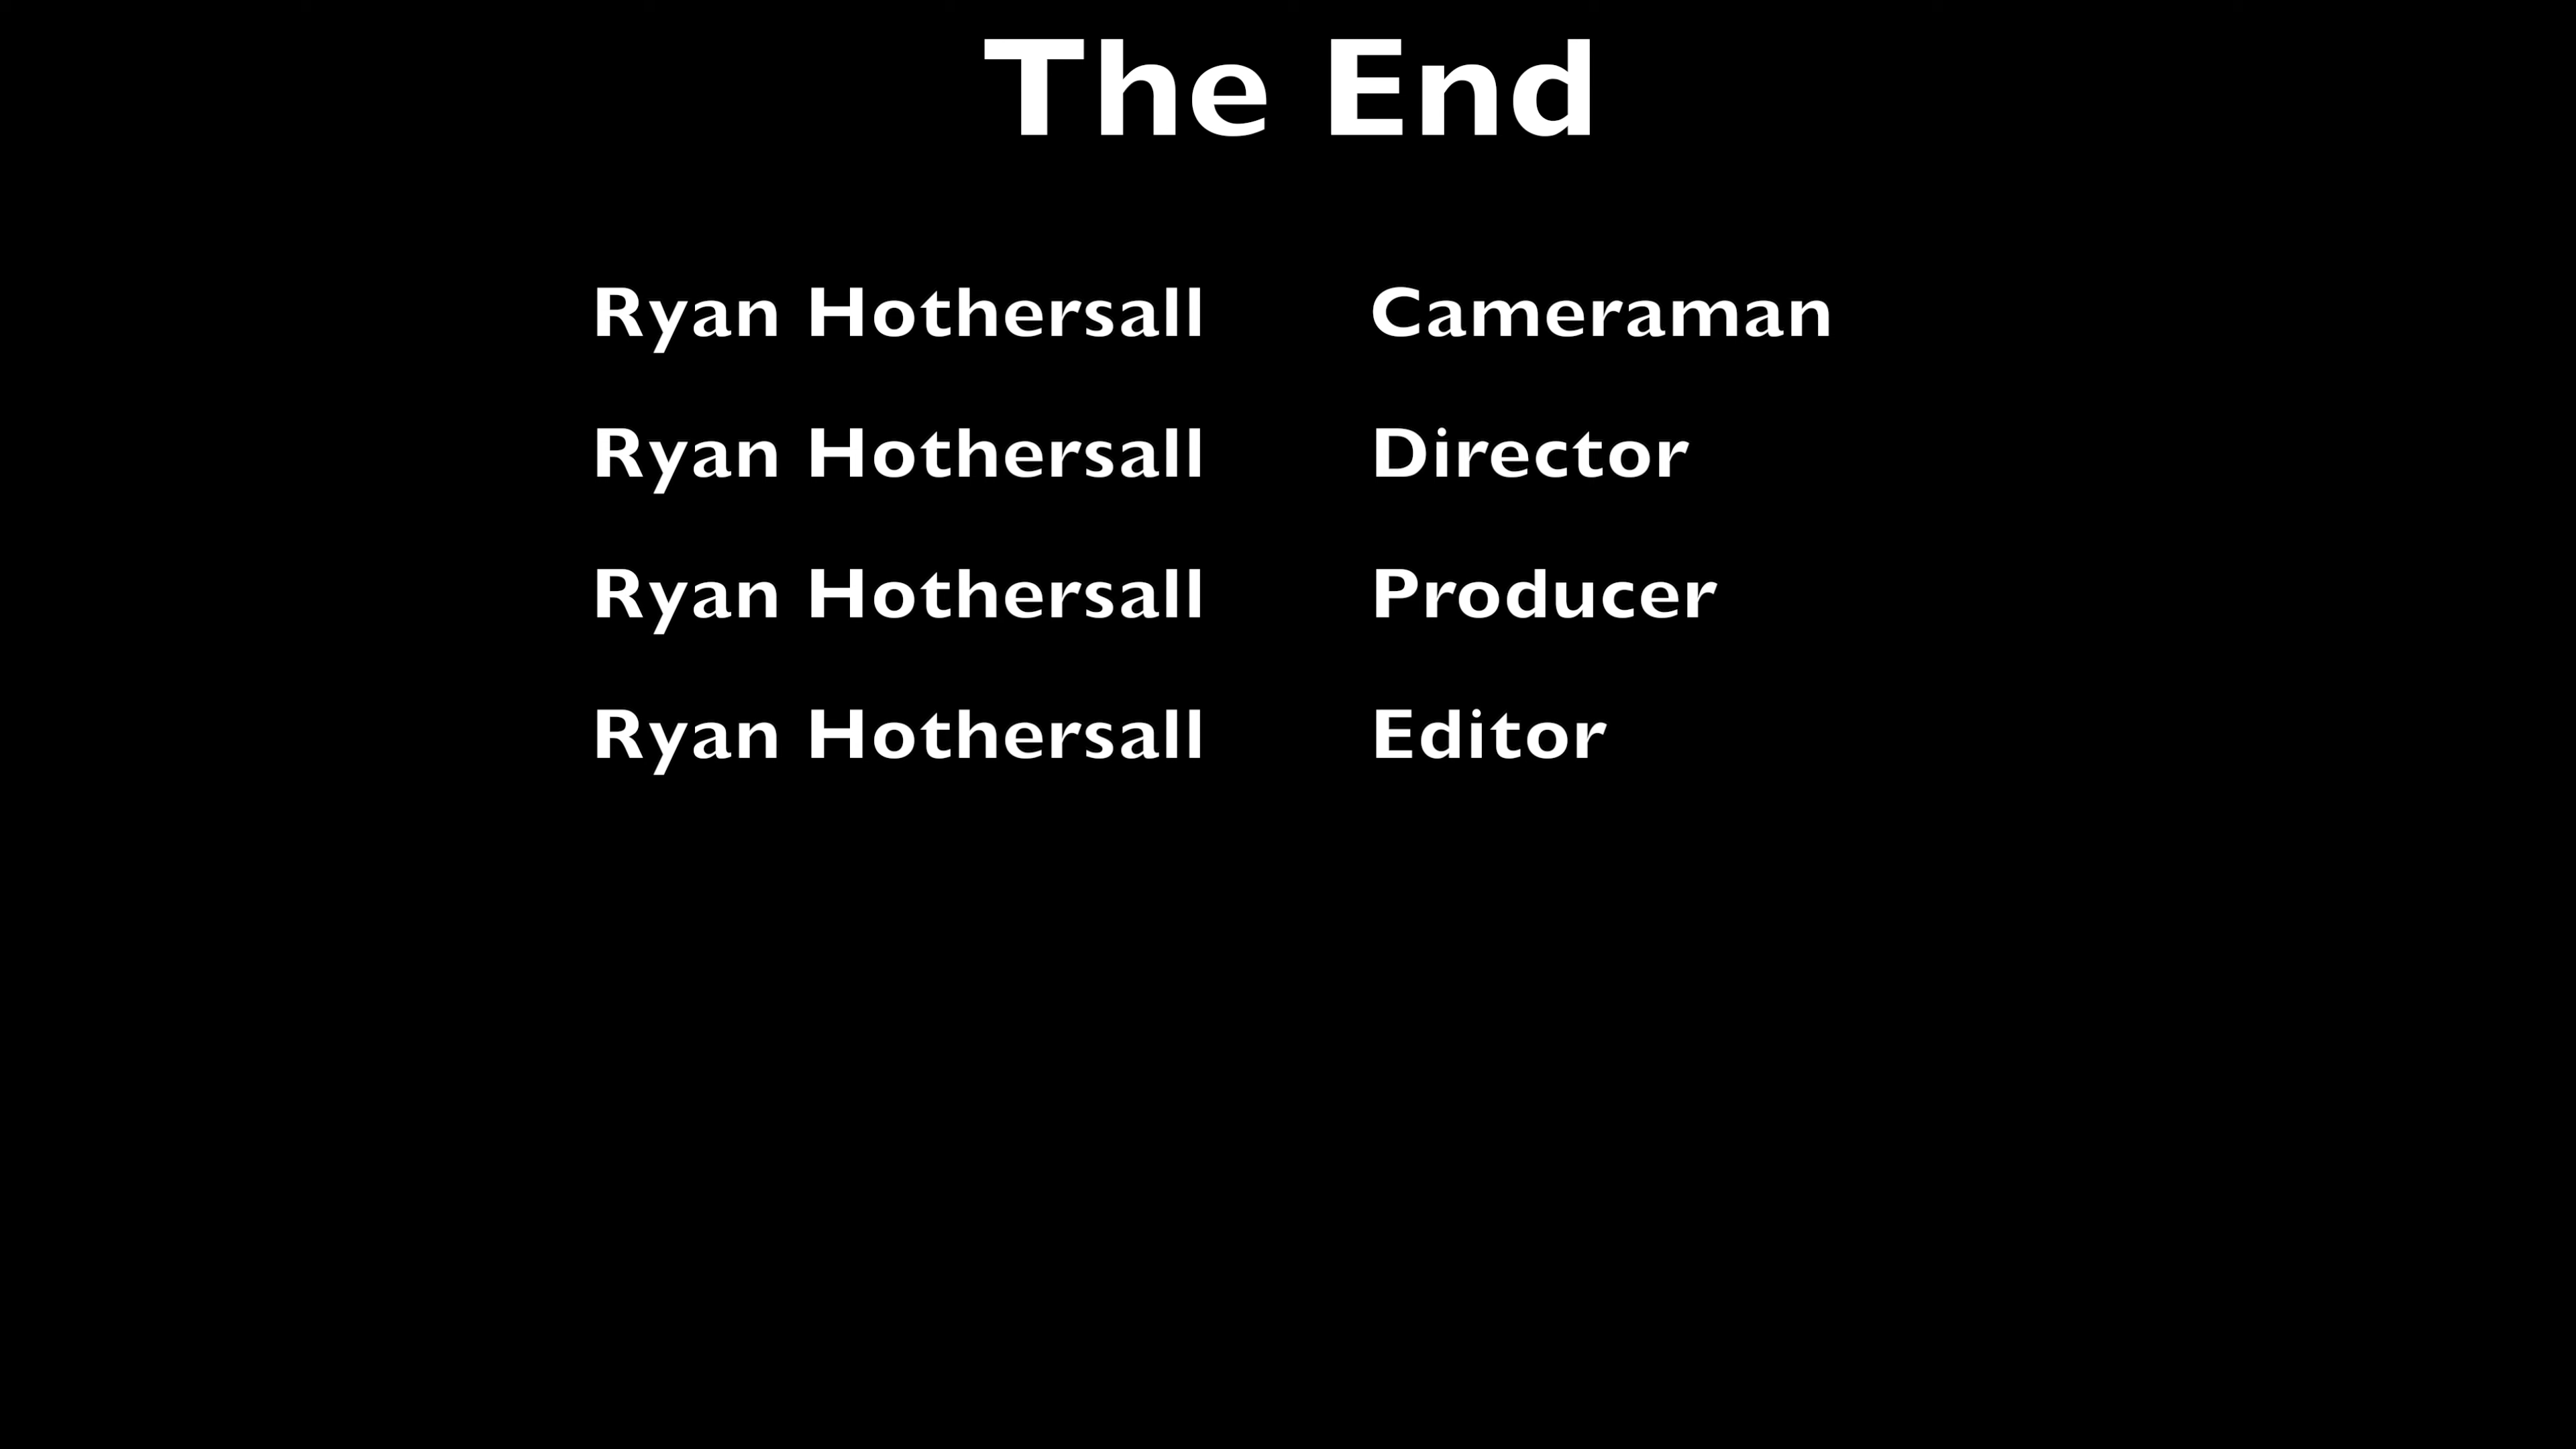 The End
Ryan Hothersall Cameraman
Ryan Hothersall Director
Ryan Hothersall Producer
Ryan Hothersall Editor